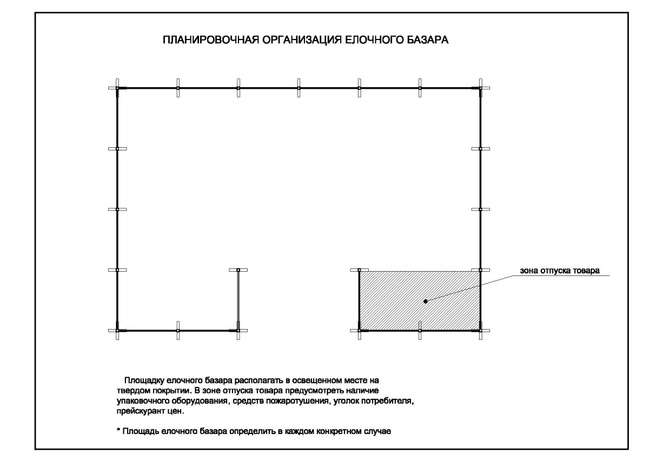 ПЛАНИРОВОЧНАЯ ОРГАНИЗАЦИЯ ЕЛОЧНОГО БАЗАРА
зона отпуска товара
Площадку елочного базара располагать в освещенном месте на
твердом покрытии. В зоне отпуска товара предусмотреть наличие
упаковочного оборудования, средств пожаротушения, уголок потребителя,
прейскурант цен.
* Площадь елочного базара определить в каждом конкретном случае